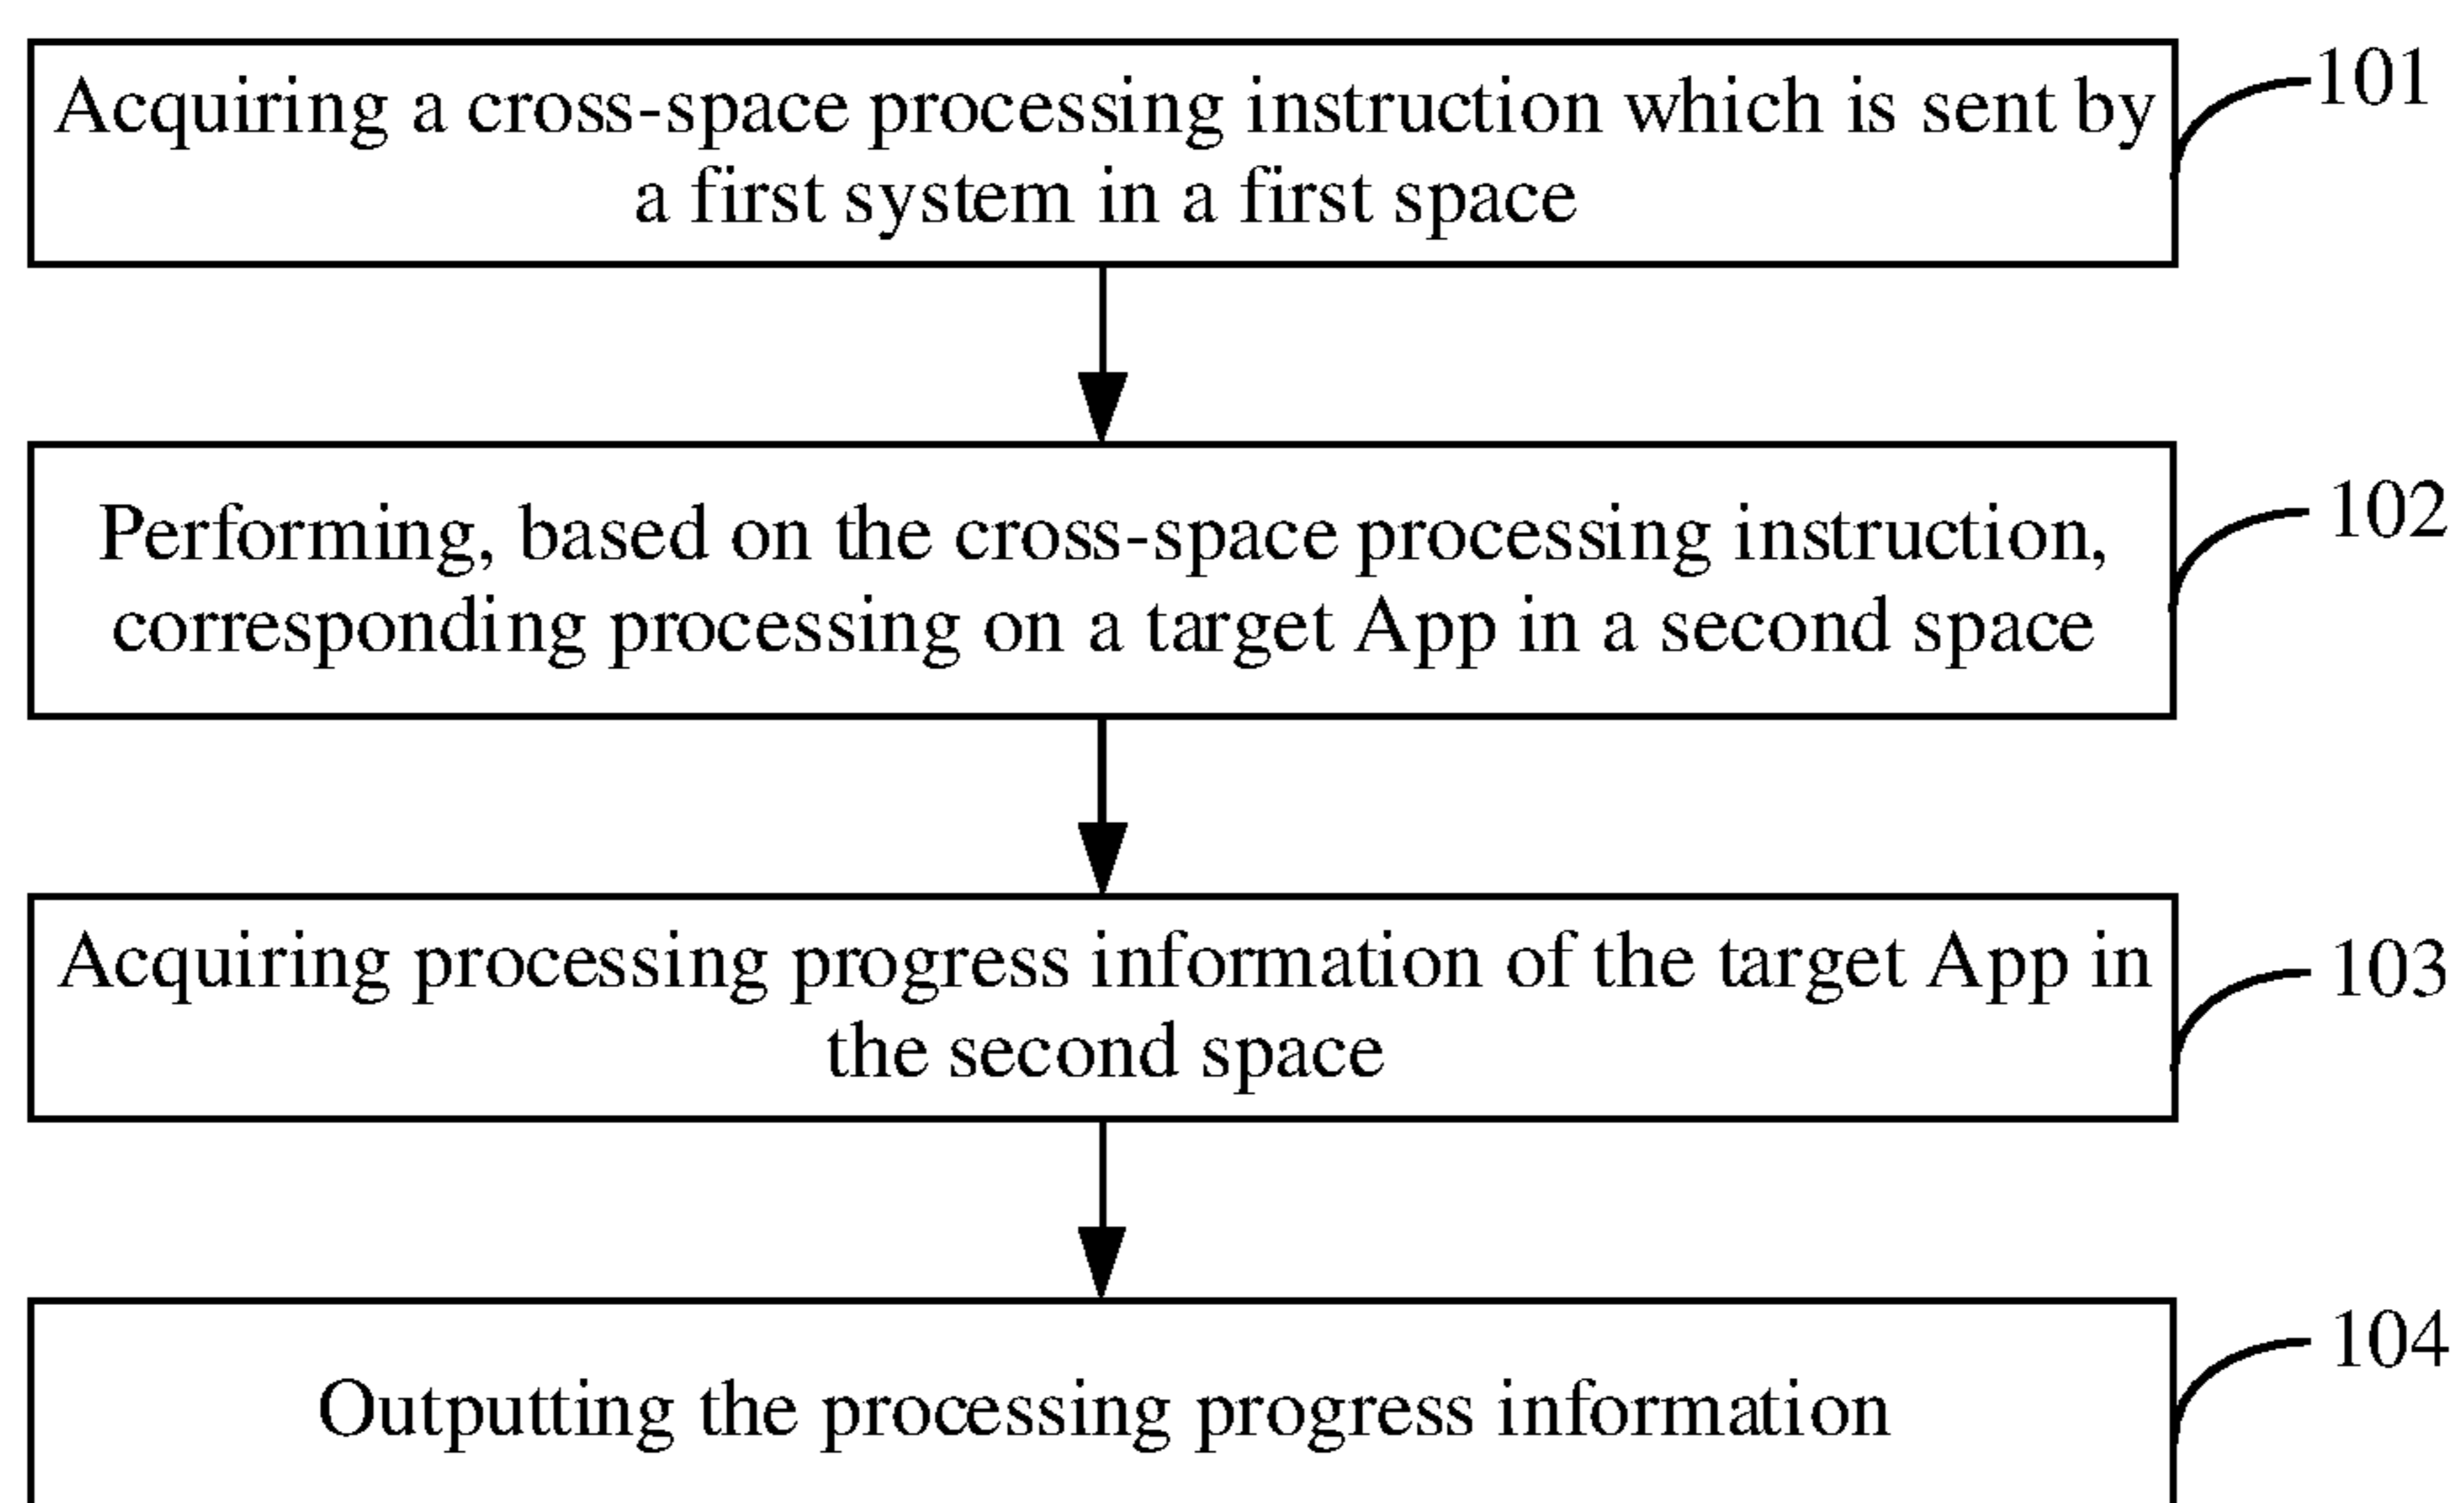 Acquiring a cross-space processing instruction which is sent by
a first system in a first space
101
Performing, based on the cross-space processing instruction,
corresponding processing on a target App in a second space
102
Acquiring processing progress information of the target App in
the second space
103
Outputting the processing progress information
104